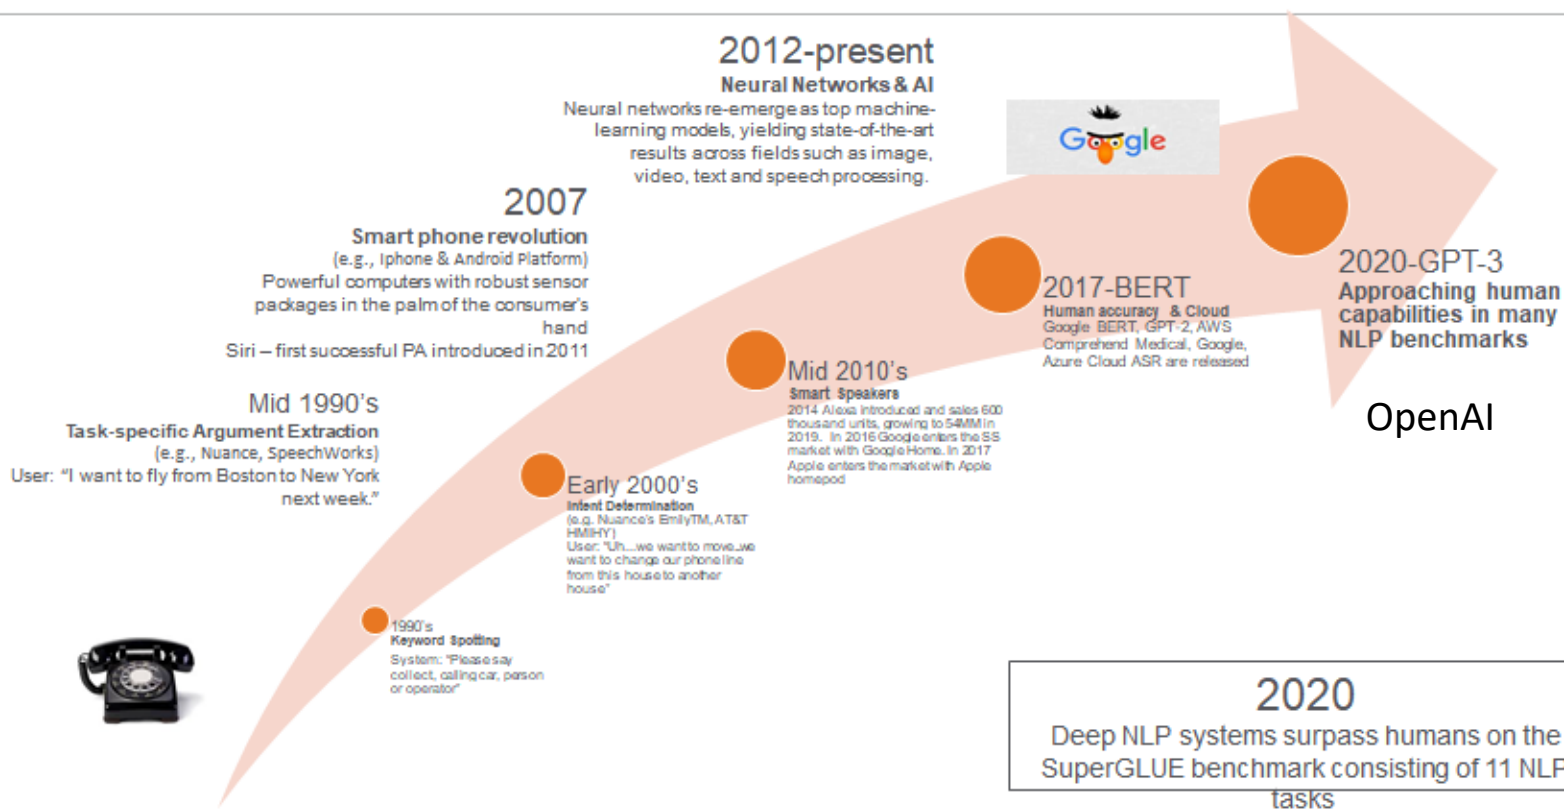 2012-present
Neural Networks & AI
Neural networks re-emerge as top machine-
learning models, yielding state-of-the-art
results across fields such as image,
video, text and speech processing.
Google
2007
Smart phone revolution
(e.g., Iphone & Android Platform)
Powerful computers with robust sensor
packages in the palm of the consumer's
hand
Siri – first successful PA introduced in 2011
2020-GPT-3
Approaching human
capabilities in many
NLP benchmarks
OpenAI
2017-BERT
Human accuracy & Cloud
Google BERT, GPT-2, AWS
Comprehend Medical, Google,
Azure Cloud ASR are released
Mid 2010's
Smart Speakers
2014 Alexa introduced and sales 600
thousand units, growing to 54MM in
2019. In 2016 Google enters the SS
market with Google Home. In 2017
Apple enters the market with Apple
homepod
Mid 1990's
Task-specific Argument Extraction
(e.g., Nuance, SpeechWorks)
User: “I want to fly from Boston to New York
next week.”
Early 2000's
Intent Determination
(e.g. Nuance's EmilyTM, AT&T
HMIHY)
User: “Uh...we want to move..we
want to change our phone line
from this house to another
house”
1990's
Keyword Spotting
System: “Please say
collect, calling car, person
or operator”
2020
Deep NLP systems surpass humans on the
SuperGLUE benchmark consisting of 11 NLP
tasks